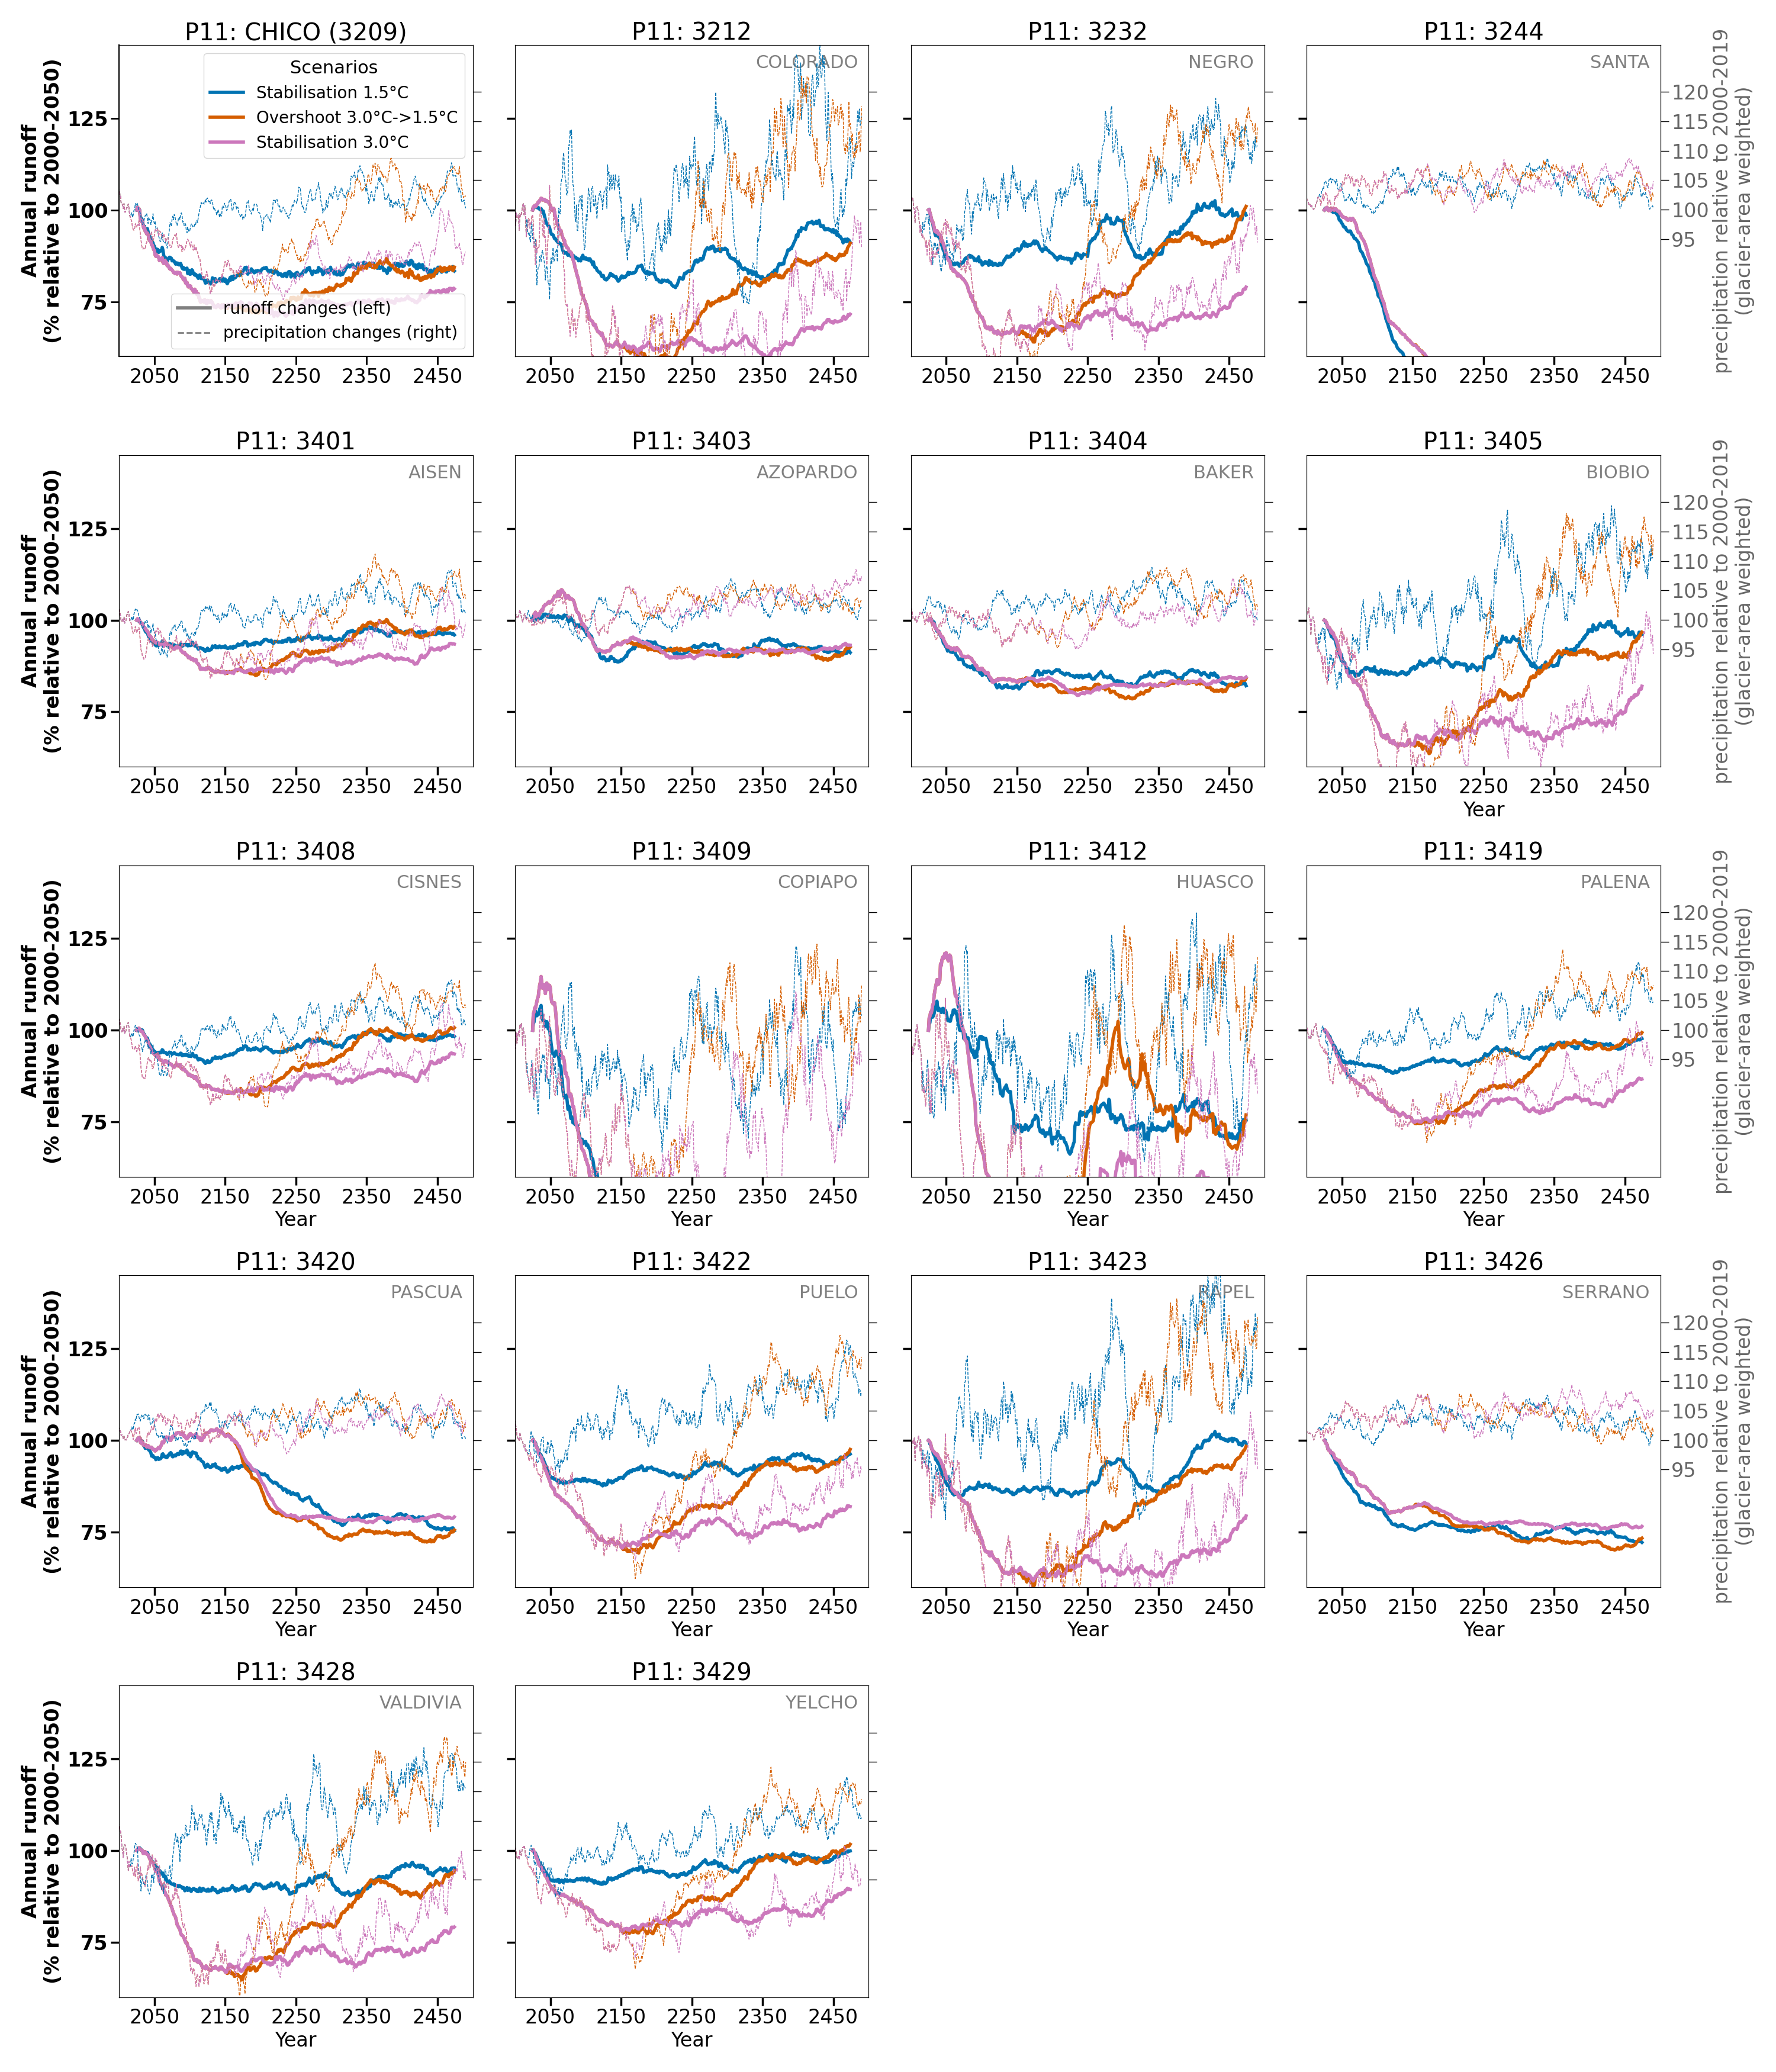 P11: CHICO (3209)
P11: 3212
P11: 3232
P11: 3244
Annual runoff
(% relative to 2000-2050)
125
100
75
Scenarios
Stabilisation 1.5°C
Overshoot 3.0°C->1.5°C
Stabilisation 3.0°C
runoff changes (left)
precipitation changes (right)
COLORADO
NEGRO
SANTA
120
115
110
105
100
95
precipitation relative to 2000-2019
(glacier-area weighted)
2050 2150 2250 2350 2450
2050 2150 2250 2350 2450
2050 2150 2250 2350 2450
2050 2150 2250 2350 2450
P11: 3401
P11: 3403
P11: 3404
P11: 3405
Annual runoff
(% relative to 2000-2050)
125
100
75
AISEN
AZOPARDO
BAKER
BIOBIO
120
115
110
105
100
95
precipitation relative to 2000-2019
(glacier-area weighted)
2050 2150 2250 2350 2450
2050 2150 2250 2350 2450
2050 2150 2250 2350 2450
2050 2150 2250 2350 2450
Year
P11: 3408
P11: 3409
P11: 3412
P11: 3419
Annual runoff
(% relative to 2000-2050)
125
100
75
CISNES
COPIAPO
HUASCO
PALENA
120
115
110
105
100
95
precipitation relative to 2000-2019
(glacier-area weighted)
2050 2150 2250 2350 2450
2050 2150 2250 2350 2450
2050 2150 2250 2350 2450
2050 2150 2250 2350 2450
Year
Year
Year
Year
P11: 3420
P11: 3422
P11: 3423
P11: 3426
Annual runoff
(% relative to 2000-2050)
125
100
75
PASCUA
PUELO
RAPEL
SERRANO
120
115
110
105
100
95
precipitation relative to 2000-2019
(glacier-area weighted)
2050 2150 2250 2350 2450
2050 2150 2250 2350 2450
2050 2150 2250 2350 2450
2050 2150 2250 2350 2450
Year
Year
Year
Year
P11: 3428
P11: 3429
Annual runoff
(% relative to 2000-2050)
125
100
75
VALDIVIA
YELCHO
2050 2150 2250 2350 2450
2050 2150 2250 2350 2450
Year
Year